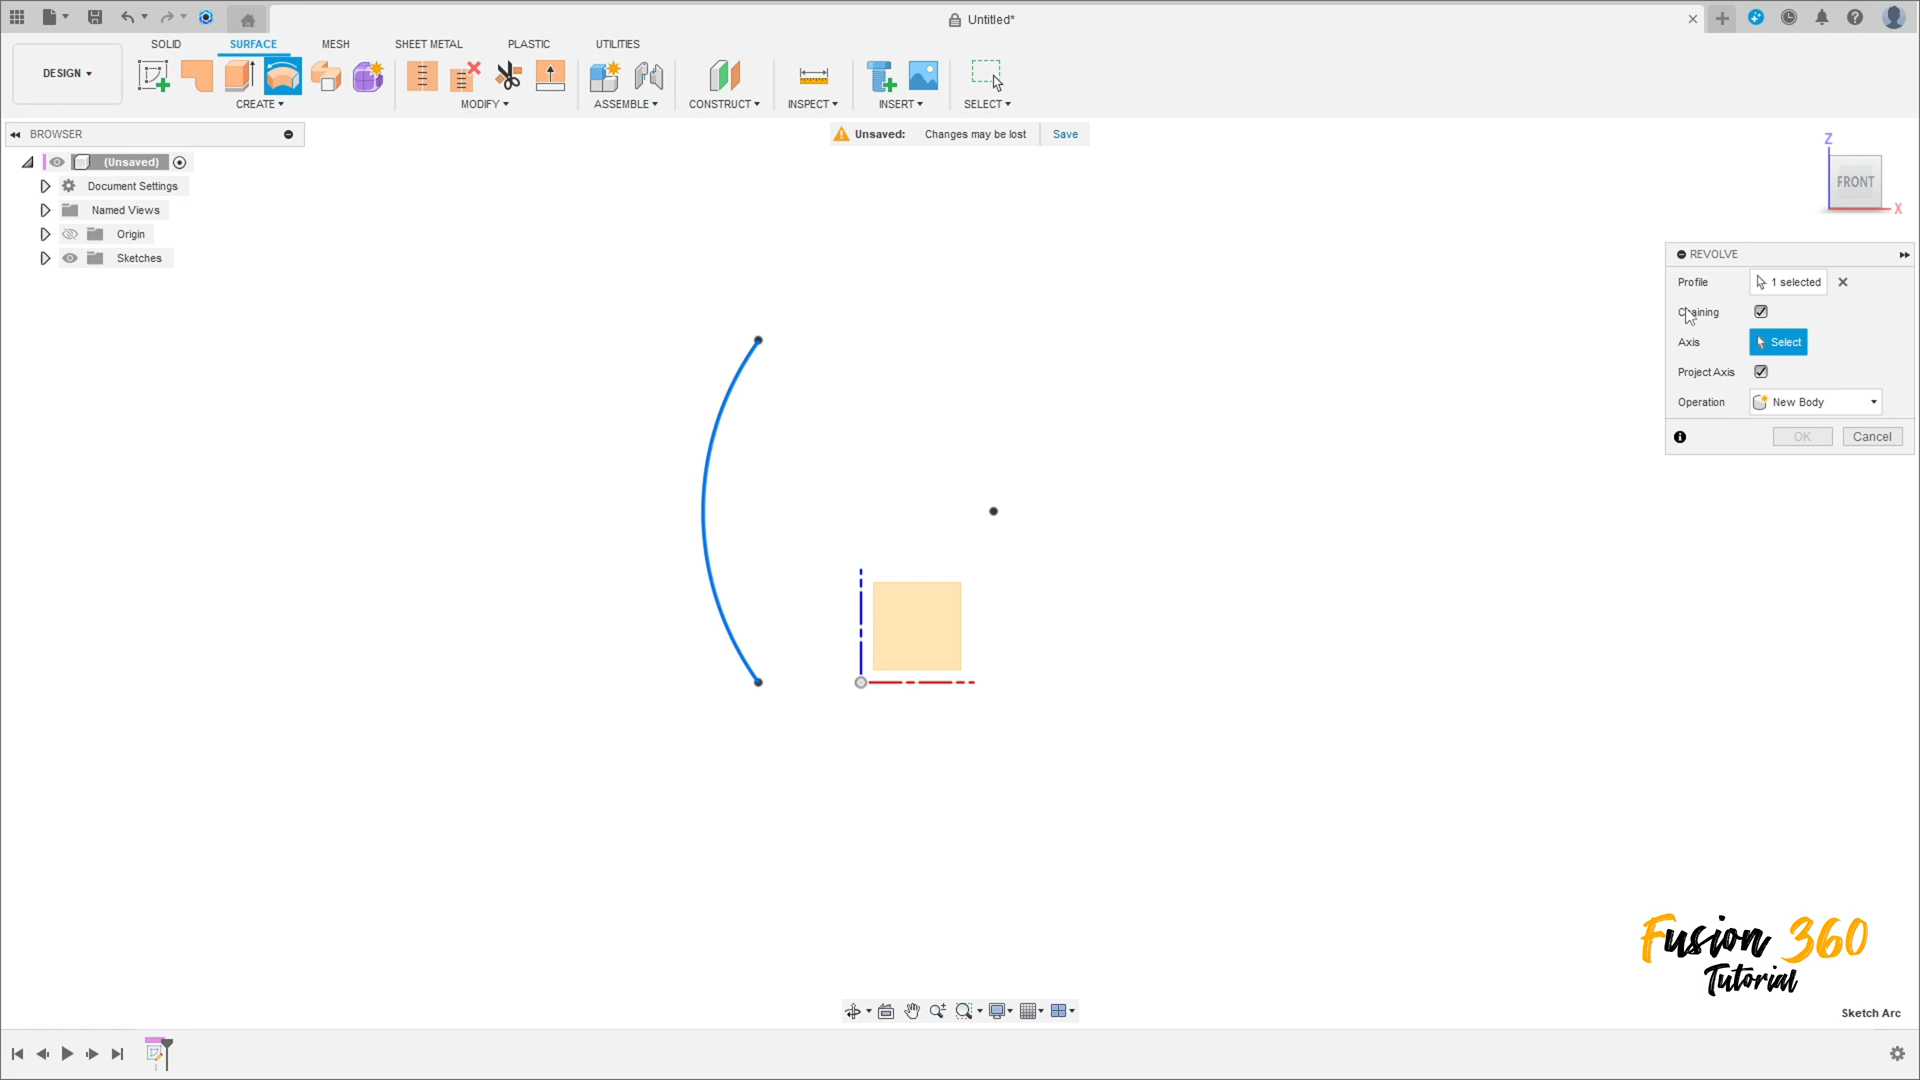 Untitled*
SOLID SURFACE MESH SHEET METAL PLASTIC UTILITIES
DESIGN
CREATE MODIFY ASSEMBLE CONSTRUCT INSPECT INSERT SELECT
BROWSER
Unsaved: Changes may be lost Save
(Unsaved)
Document Settings
Named Views
Origin
Sketches
Z
FRONT
X
REVOLVE
Profile 1 selected
Chaining
Axis Select
Project Axis
Operation New Body
OK Cancel
Fusion 360
Tutorial
Sketch Arc